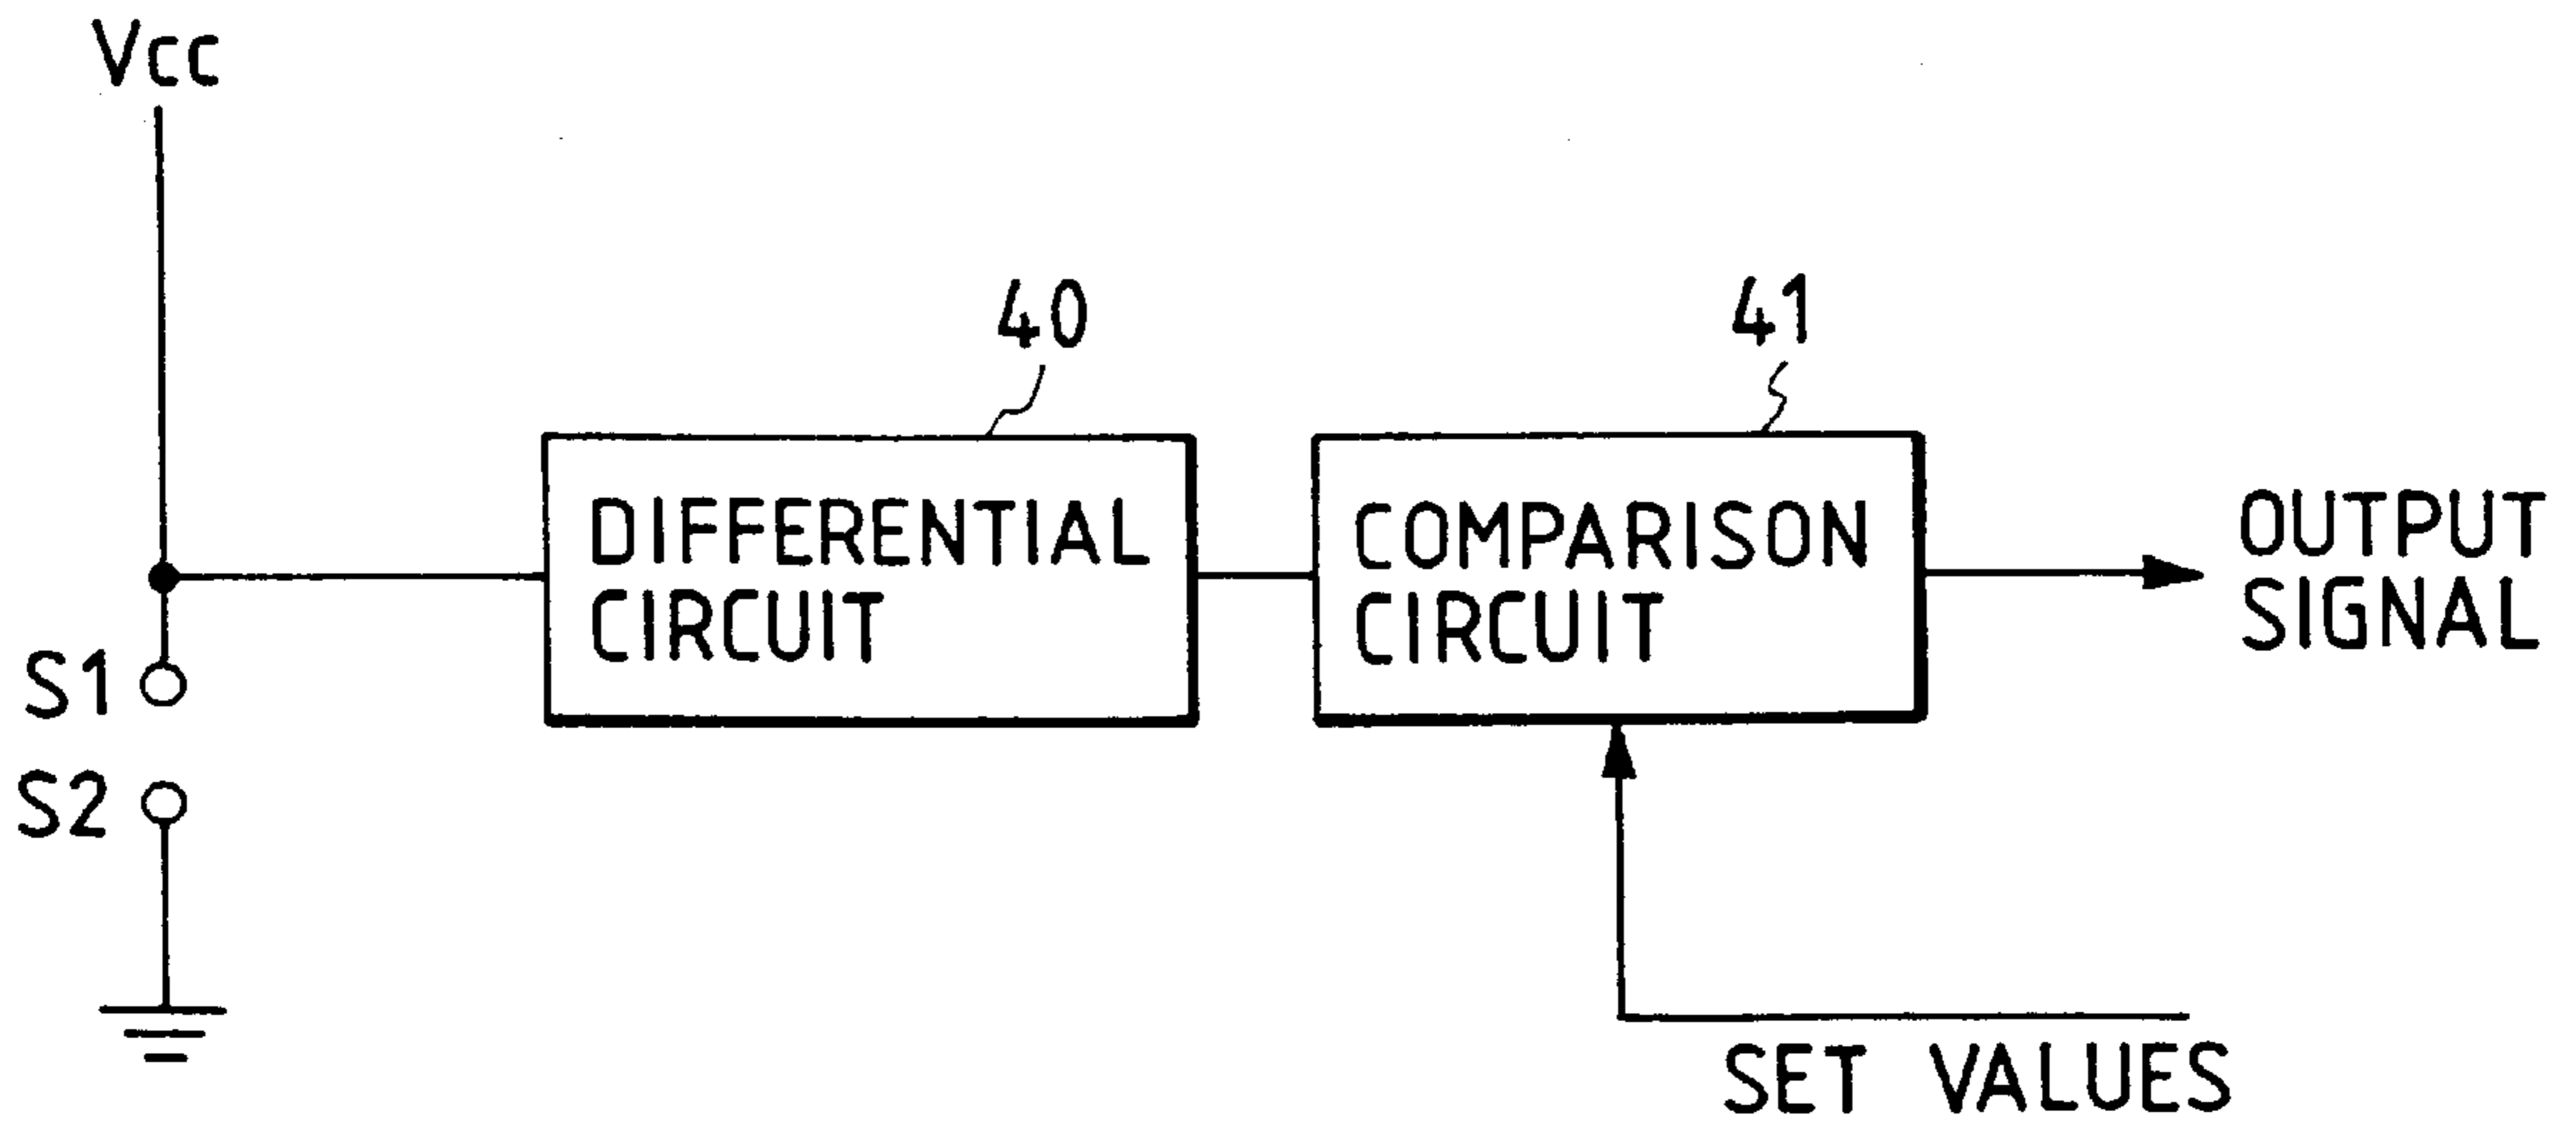 Vcc
40
41
DIFFERENTIAL
CIRCUIT
COMPARISON
CIRCUIT
OUTPUT
SIGNAL
S1
S2
SET VALUES